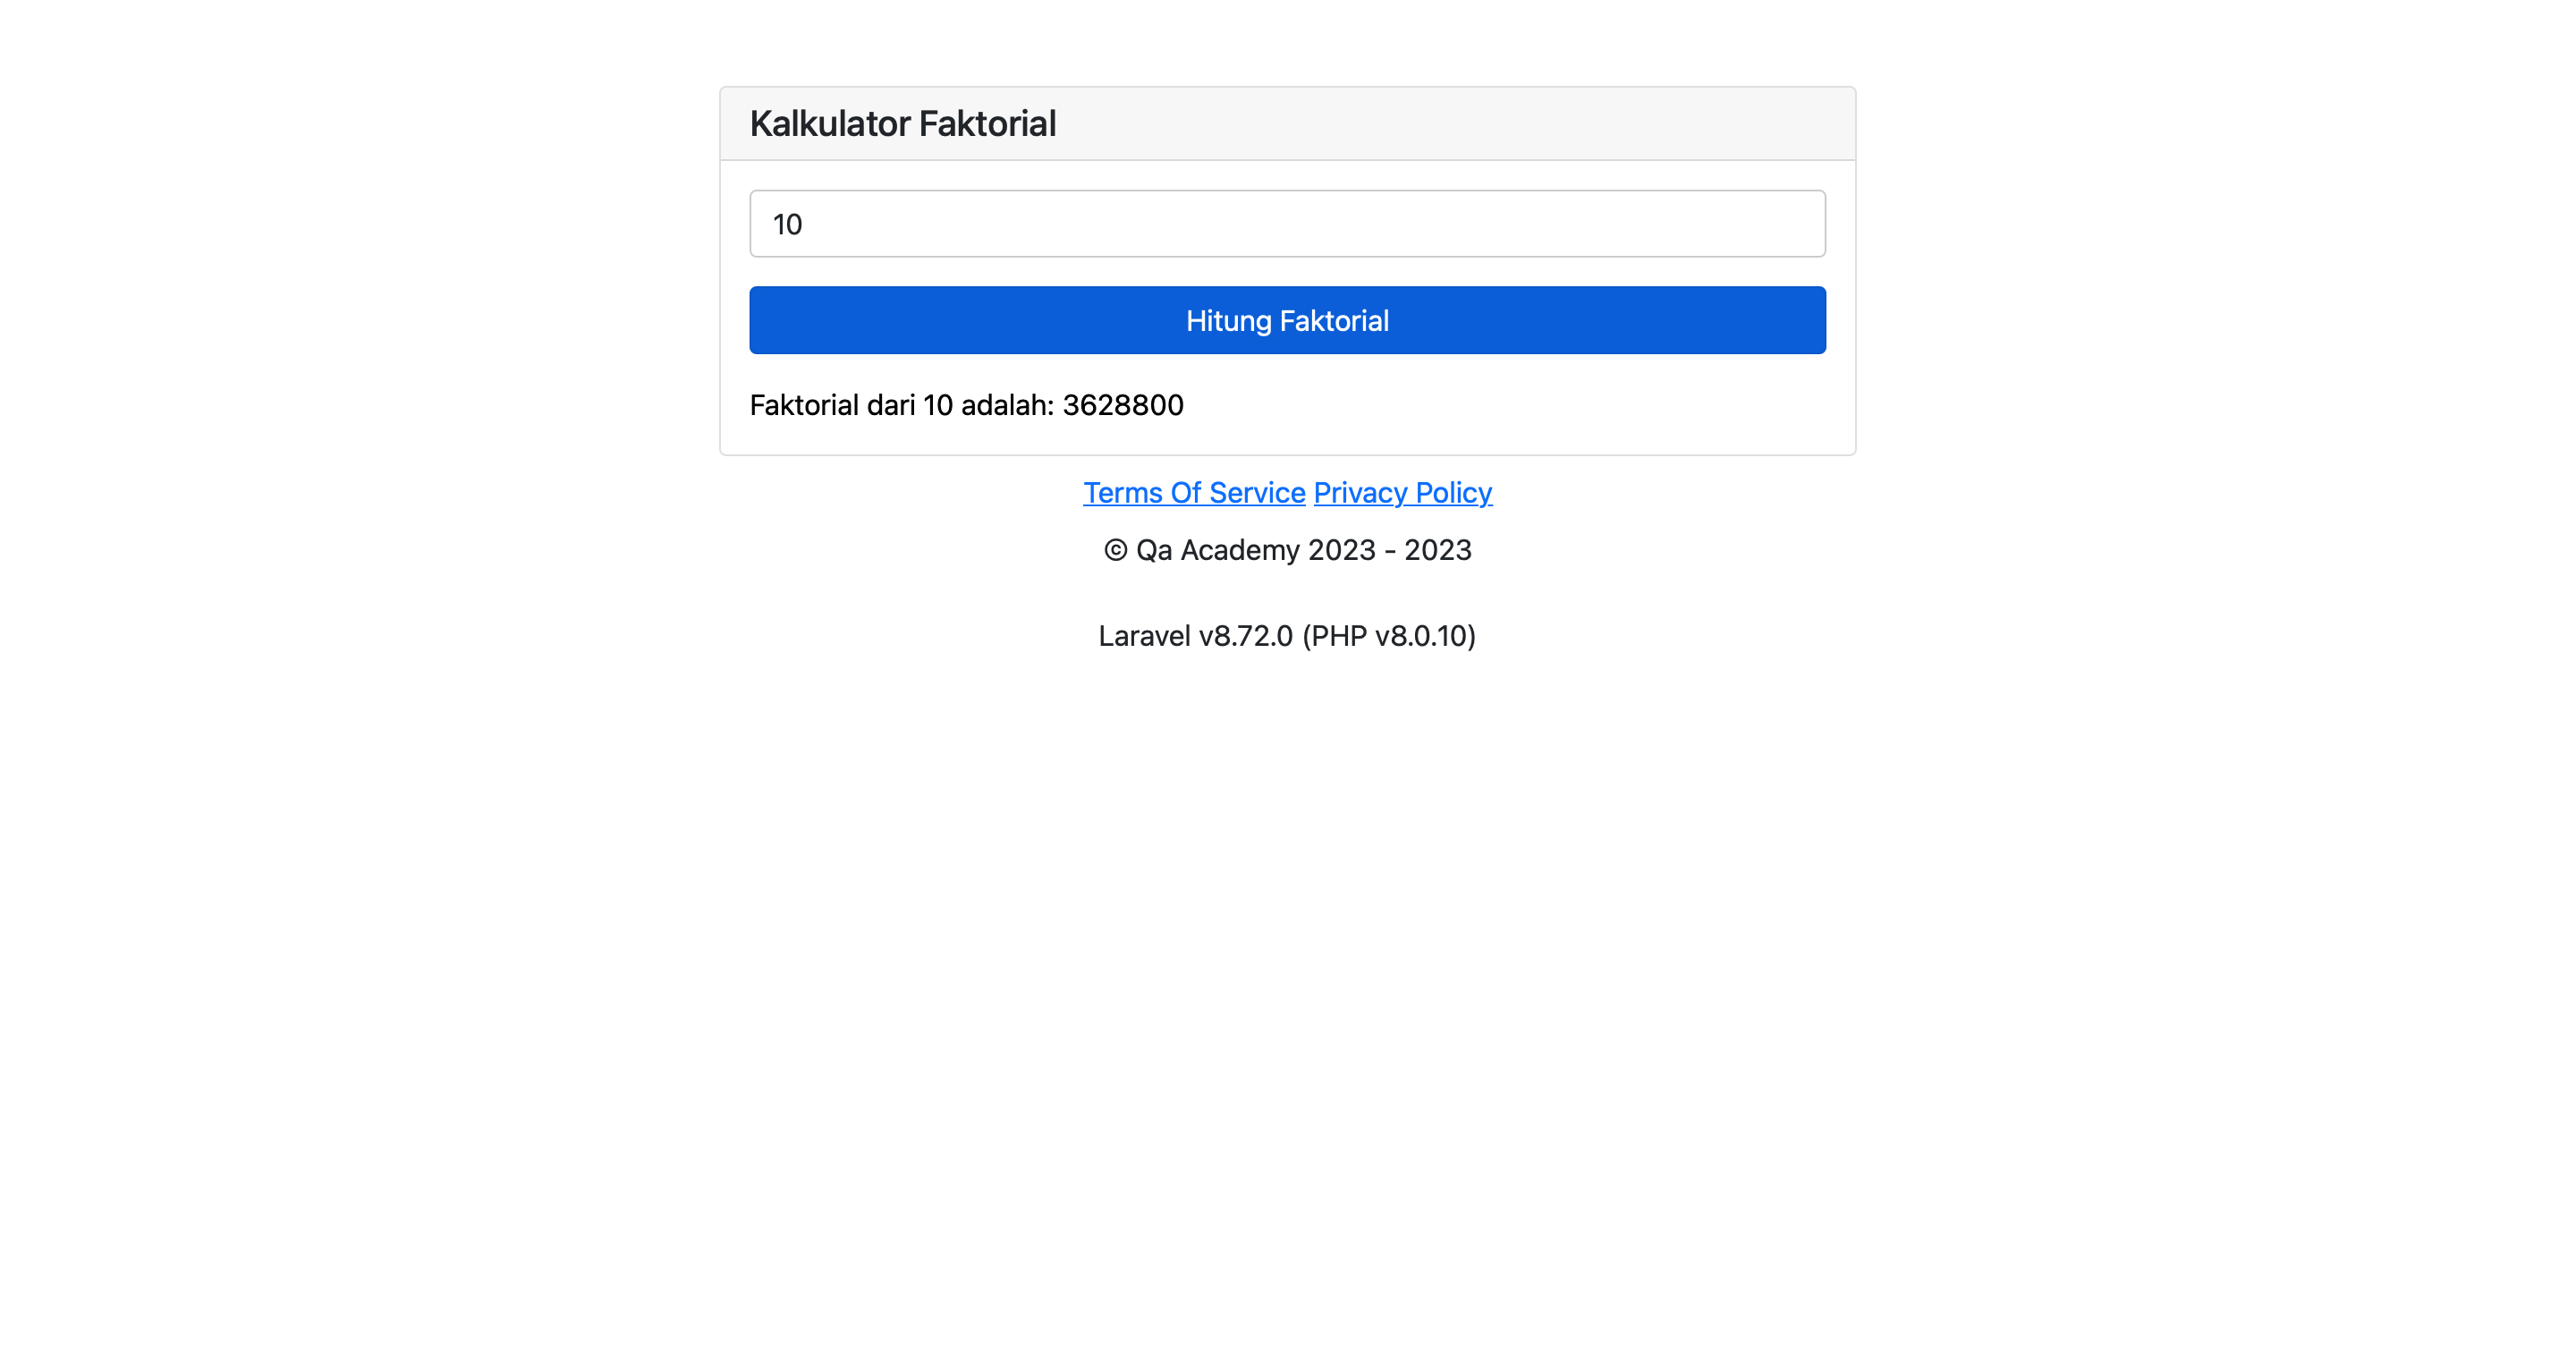 Kalkulator Faktorial
10
Hitung Faktorial
Faktorial dari 10 adalah: 3628800
Terms Of Service Privacy Policy
© Qa Academy 2023 - 2023
Laravel v8.72.0 (PHP v8.0.10)